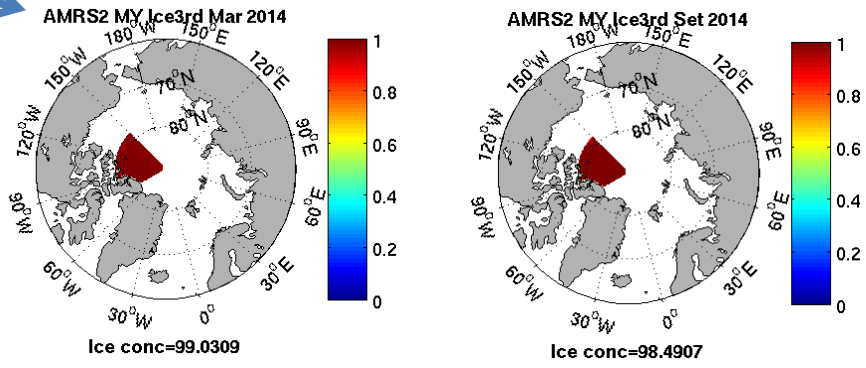 AMRS2 MY Ice3rd Mar 2014
180°W
150°E
150°W
120°E
70°N
120°W
80°N
90°E
90°W
60°E
60°W
30°E
30°W
0°
1
0.8
0.6
0.4
0.2
0
Ice conc=99.0309
AMRS2 MY Ice3rd Set 2014
180°W
150°E
150°W
120°E
70°N
120°W
80°N
90°E
90°W
60°E
60°W
30°E
30°W
0°
1
0.8
0.6
0.4
0.2
0
Ice conc=98.4907